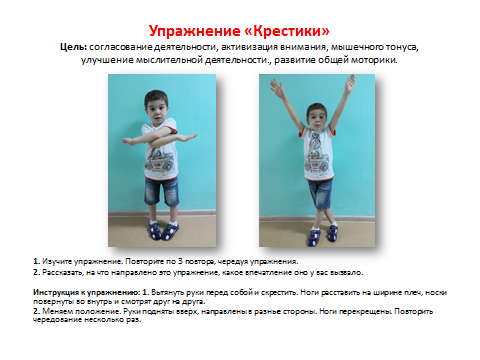 Упражнение «Крестики»
Цель: согласование деятельности, активизация внимания, мышечного тонуса,
улучшение мыслительной деятельности., развитие общей моторики.
1. Изучите упражнение. Повторите по 3 повтора, чередуя упражнения.
2. Рассказать, на что направлено это упражнение, какое впечатление оно у вас вызвало.
Инструкция к упражнению: 1. Вытянуть руки перед собой и скрестить. Ноги расставить на ширине плеч, носки
повернуты во внутрь и смотрят друг на друга.
2. Меняем положение. Руки подняты вверх, направлены в разные стороны. Ноги перекрещены. Повторить
чередование несколько раз.